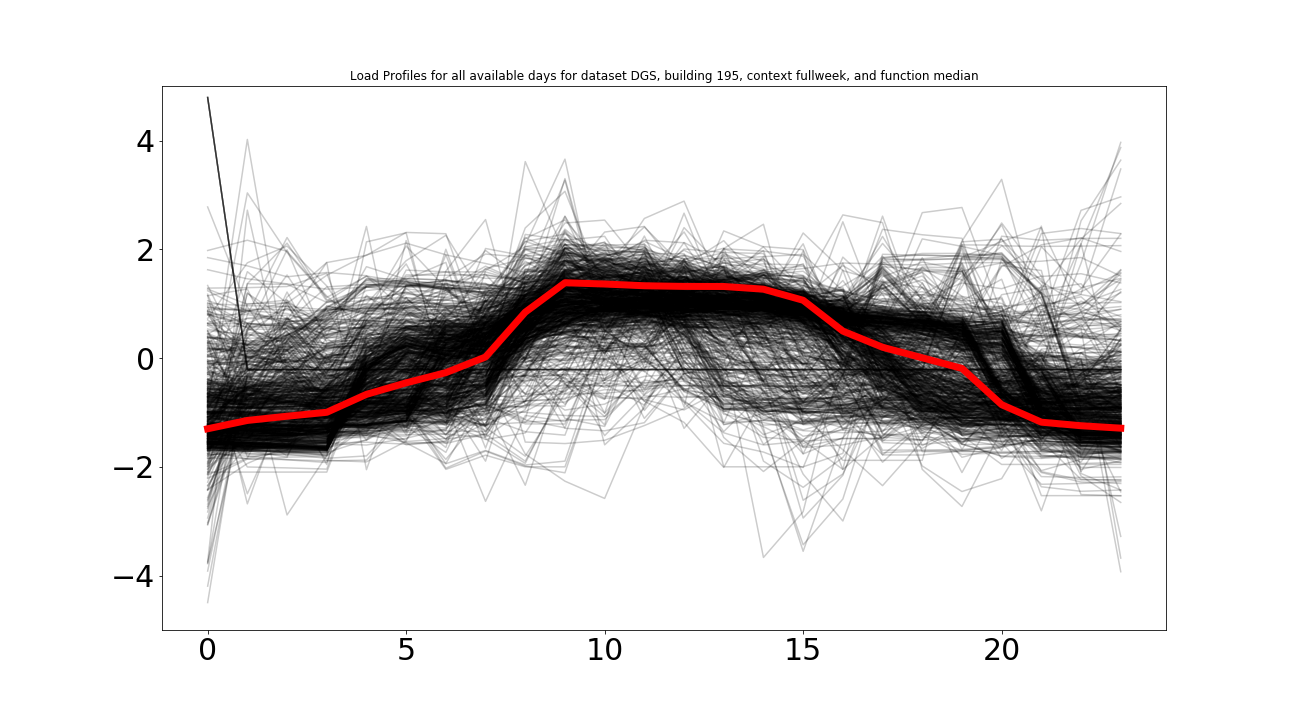 Load Profiles for all available days for dataset DGS, building 195, context fullweek, and function median
4
2
0
−2
−4
0 5 10 15 20